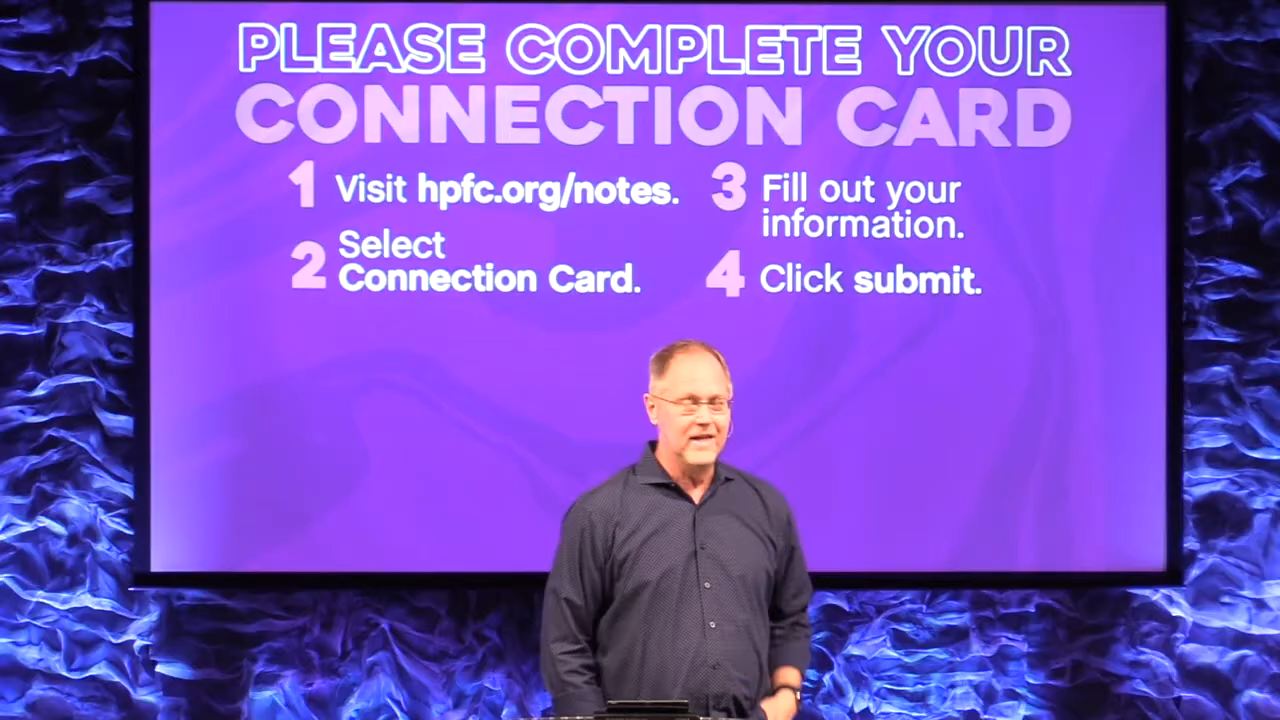 PLEASE COMPLETE YOUR
CONNECTION CARD
1 Visit hpfc.org/notes.
2 Select
Connection Card.
3 Fill out your
information.
4 Click submit.